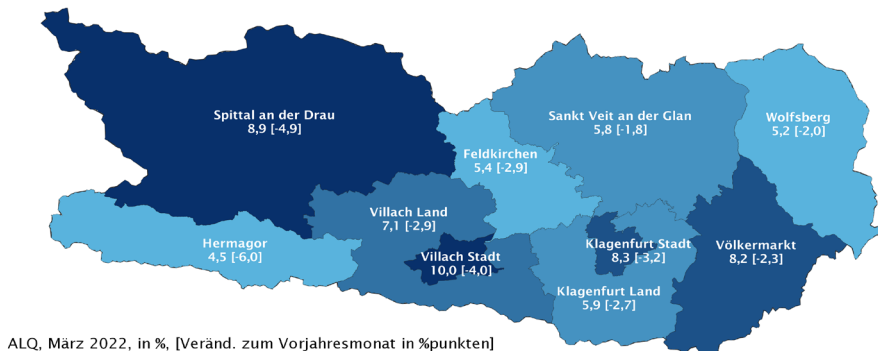 Spittal an der Drau
8,9 [-4,9]
Sankt Veit an der Glan
5,8 [-1,8]
Wolfsberg
5,2 [-2,0]
Feldkirchen
5,4 [-2,9]
Villach Land
7,1 [-2,9]
Hermagor
4,5 [-6,0]
Villach Stadt
10,0 [-4,0]
Klagenfurt Stadt
8,3 [-3,2]
Völkermarkt
8,2 [-2,3]
Klagenfurt Land
5,9 [-2,7]
ALQ, März 2022, in %, [Veränd. zum Vorjahresmonat in %punkten]